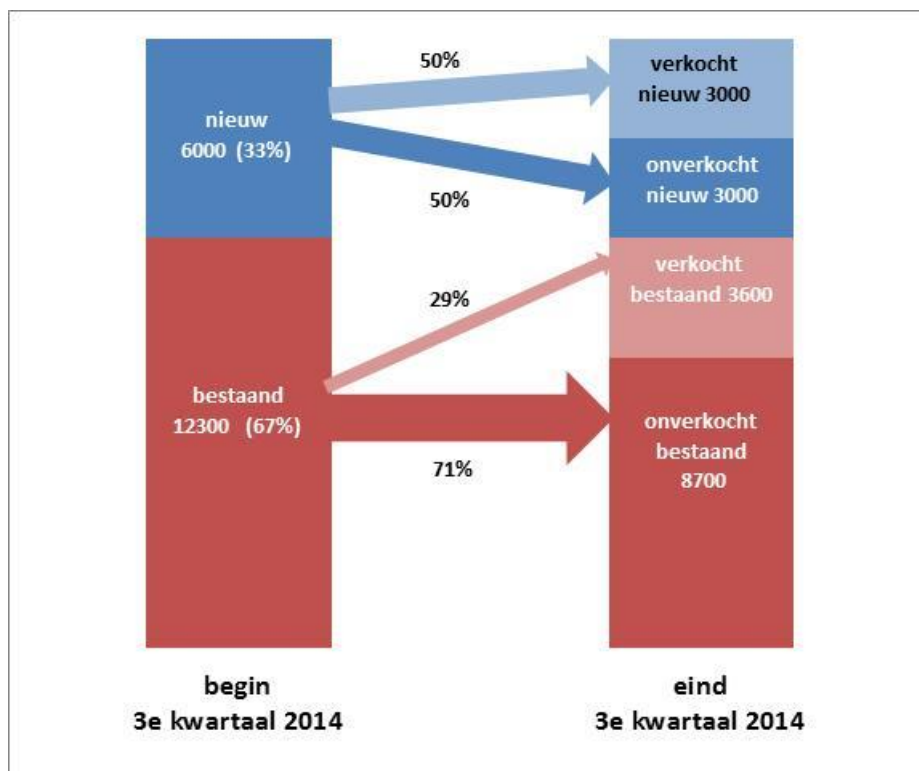 50%
verkocht
nieuw 3000
nieuw
6000 (33%)
onverkocht
nieuw 3000
50%
verkocht
bestaand 3600
29%
bestaand
12300 (67%)
onverkocht
bestaand
8700
71%
begin
3e kwartaal 2014
eind
3e kwartaal 2014